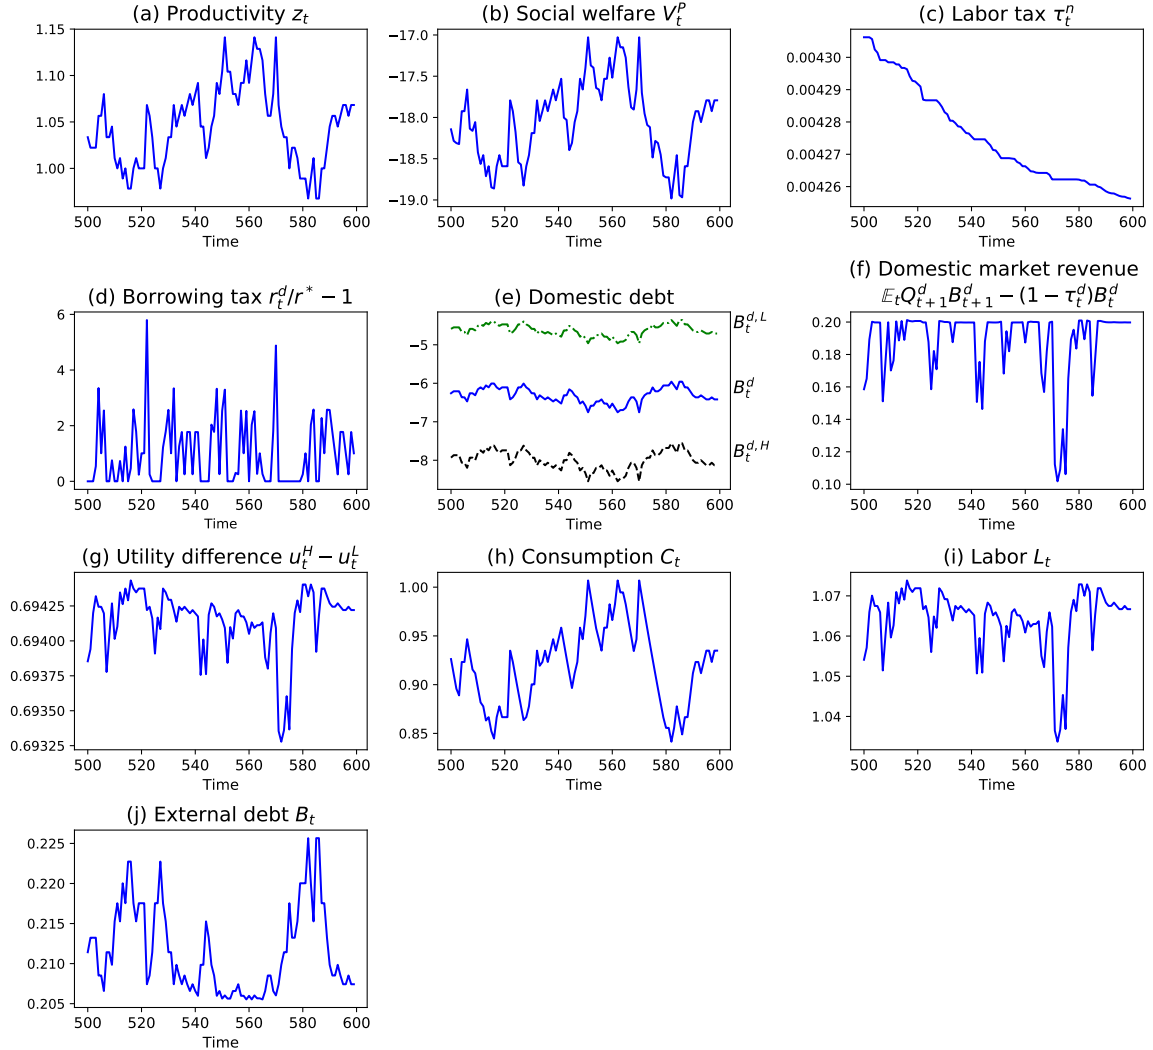 (a) Productivity z_t
1.15
1.10
1.05
1.00
500 520 540 560 580 600
Time
(b) Social welfare V_t^P
−17.0
−17.5
−18.0
−18.5
−19.0
500 520 540 560 580 600
Time
(c) Labor tax τ_t^n
0.00430
0.00429
0.00428
0.00427
0.00426
500 520 540 560 580 600
Time
(d) Borrowing tax r_t^d/r^* − 1
6
4
2
0
500 520 540 560 580 600
Time
(e) Domestic debt
−5
−6
−7
−8
B_t^{d,L}
B_t^d
B_t^{d,H}
500 520 540 560 580 600
Time
(f) Domestic market revenue
𝔼_tQ_{t+1}^dB_{t+1}^d − (1 − τ_t^d)B_t^d
0.20
0.18
0.16
0.14
0.12
0.10
500 520 540 560 580 600
Time
(g) Utility difference u_t^H − u_t^L
0.69425
0.69400
0.69375
0.69350
0.69325
500 520 540 560 580 600
Time
(h) Consumption C_t
1.00
0.95
0.90
0.85
500 520 540 560 580 600
Time
(i) Labor L_t
1.07
1.06
1.05
1.04
500 520 540 560 580 600
Time
(j) External debt B_t
0.225
0.220
0.215
0.210
0.205
500 520 540 560 580 600
Time